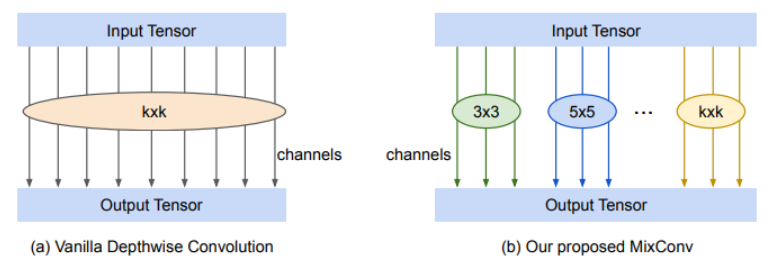 Input Tensor
kxk
channels
Output Tensor
(a) Vanilla Depthwise Convolution
Input Tensor
3x3
5x5
...
kxk
channels
Output Tensor
(b) Our proposed MixConv